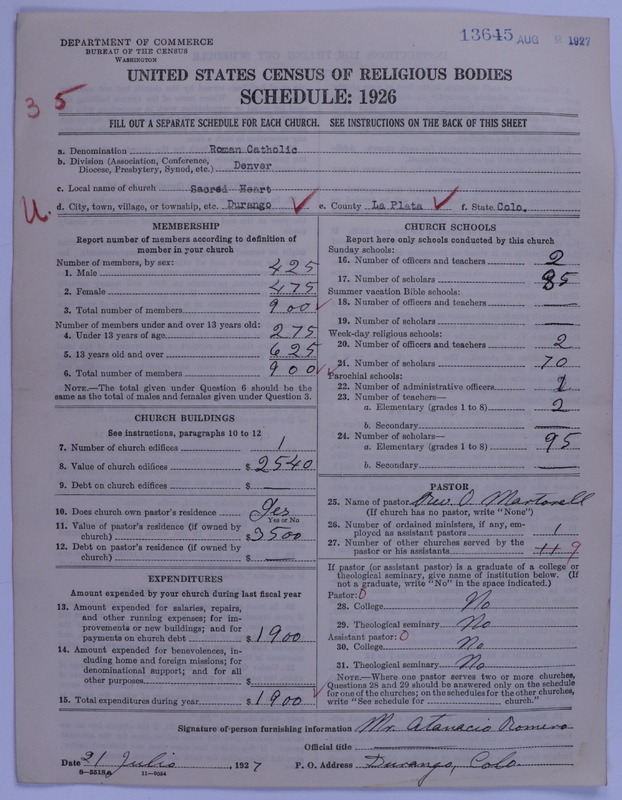 13645 AUG 2 1927
DEPARTMENT OF COMMERCE
BUREAU OF THE CENSUS
WASHINGTON
UNITED STATES CENSUS OF RELIGIOUS BODIES
SCHEDULE: 1926
35
FILL OUT A SEPARATE SCHEDULE FOR EACH CHURCH. SEE INSTRUCTIONS ON THE BACK OF THIS SHEET
a. Denomination Roman Catholic
b. Division (Association, Conference, Diocese, Presbytery, Synod, etc.) Denver
c. Local name of church Sacred Heart
U.
d. City, town, village, or township, etc. Durango e. County La Plata f. State Colo.
MEMBERSHIP
Report number of members according to definition of
member in your church
Number of members, by sex:
1. Male 425
2. Female 475
3. Total number of members 900
Number of members under and over 13 years old:
4. Under 13 years of age 275
5. 13 years old and over 625
6. Total number of members 900
NOTE.—The total given under Question 6 should be the
same as the total of males and females given under Question 3.
CHURCH BUILDINGS
See instructions, paragraphs 10 to 12
7. Number of church edifices 1
8. Value of church edifices $ 2540
9. Debt on church edifices $ —
10. Does church own pastor's residence Yes
Yes or No
11. Value of pastor's residence (if owned by
church) $ 3500
12. Debt on pastor's residence (if owned by
church) $ —
EXPENDITURES
Amount expended by your church during last fiscal year
13. Amount expended for salaries, repairs,
and other running expenses; for im-
provements or new buildings; and for
payments on church debt $ 1900
14. Amount expended for benevolences, in-
cluding home and foreign missions; for
denominational support; and for all
other purposes $
15. Total expenditures during year $ 1900
CHURCH SCHOOLS
Report here only schools conducted by this church
Sunday schools:
16. Number of officers and teachers 2
17. Number of scholars 85
Summer vacation Bible schools:
18. Number of officers and teachers —
19. Number of scholars —
Week-day religious schools:
20. Number of officers and teachers 2
21. Number of scholars 70
Parochial schools:
22. Number of administrative officers 1
23. Number of teachers—
a. Elementary (grades 1 to 8) 2
b. Secondary —
24. Number of scholars—
a. Elementary (grades 1 to 8) 95
b. Secondary —
PASTOR
25. Name of pastor Rev. O. Martorell
(If church has no pastor, write "None")
26. Number of ordained ministers, if any, em-
ployed as assistant pastors 1
27. Number of other churches served by the
pastor or his assistants 11 9
If pastor (or assistant pastor) is a graduate of a college or
theological seminary, give name of institution below. (If
not a graduate, write "No" in the space indicated.)
Pastor: 0
28. College No
29. Theological seminary No
Assistant pastor: 0
30. College No
31. Theological seminary No
NOTE.—Where one pastor serves two or more churches,
Questions 28 and 29 should be answered only on the schedule
for one of the churches; on the schedules for the other churches,
write "See schedule for church."
Signature of person furnishing information Mr. Atanacio Romero
Official title
Date 21 Julio, 1927 P. O. Address Durango, Colo.
8-5518a 11-9054